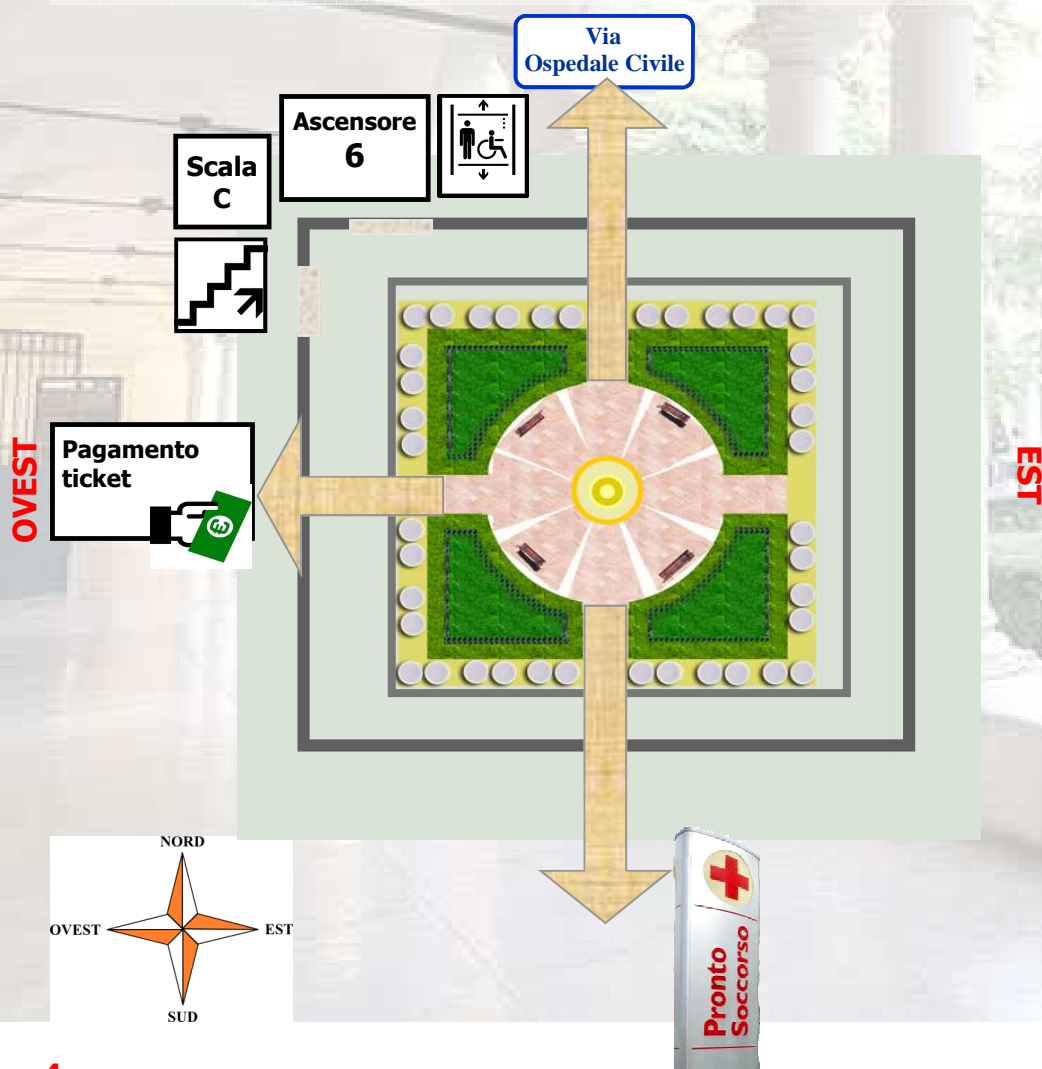 Via
Ospedale Civile
Ascensore
6
Scala
C
OVEST
Pagamento
ticket
EST
NORD
OVEST
EST
SUD
Pronto
Soccorso